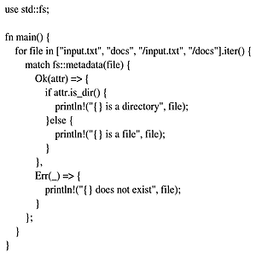 use std::fs;

fn main() {
    for file in ["input.txt", "docs", "/input.txt", "/docs"].iter() {
        match fs::metadata(file) {
            Ok(attr) => {
                if attr.is_dir() {
                    println!("{} is a directory", file);
                }else {
                    println!("{} is a file", file);
                }
            },
            Err(_) => {
                println!("{} does not exist", file);
            }
        };
    }
}